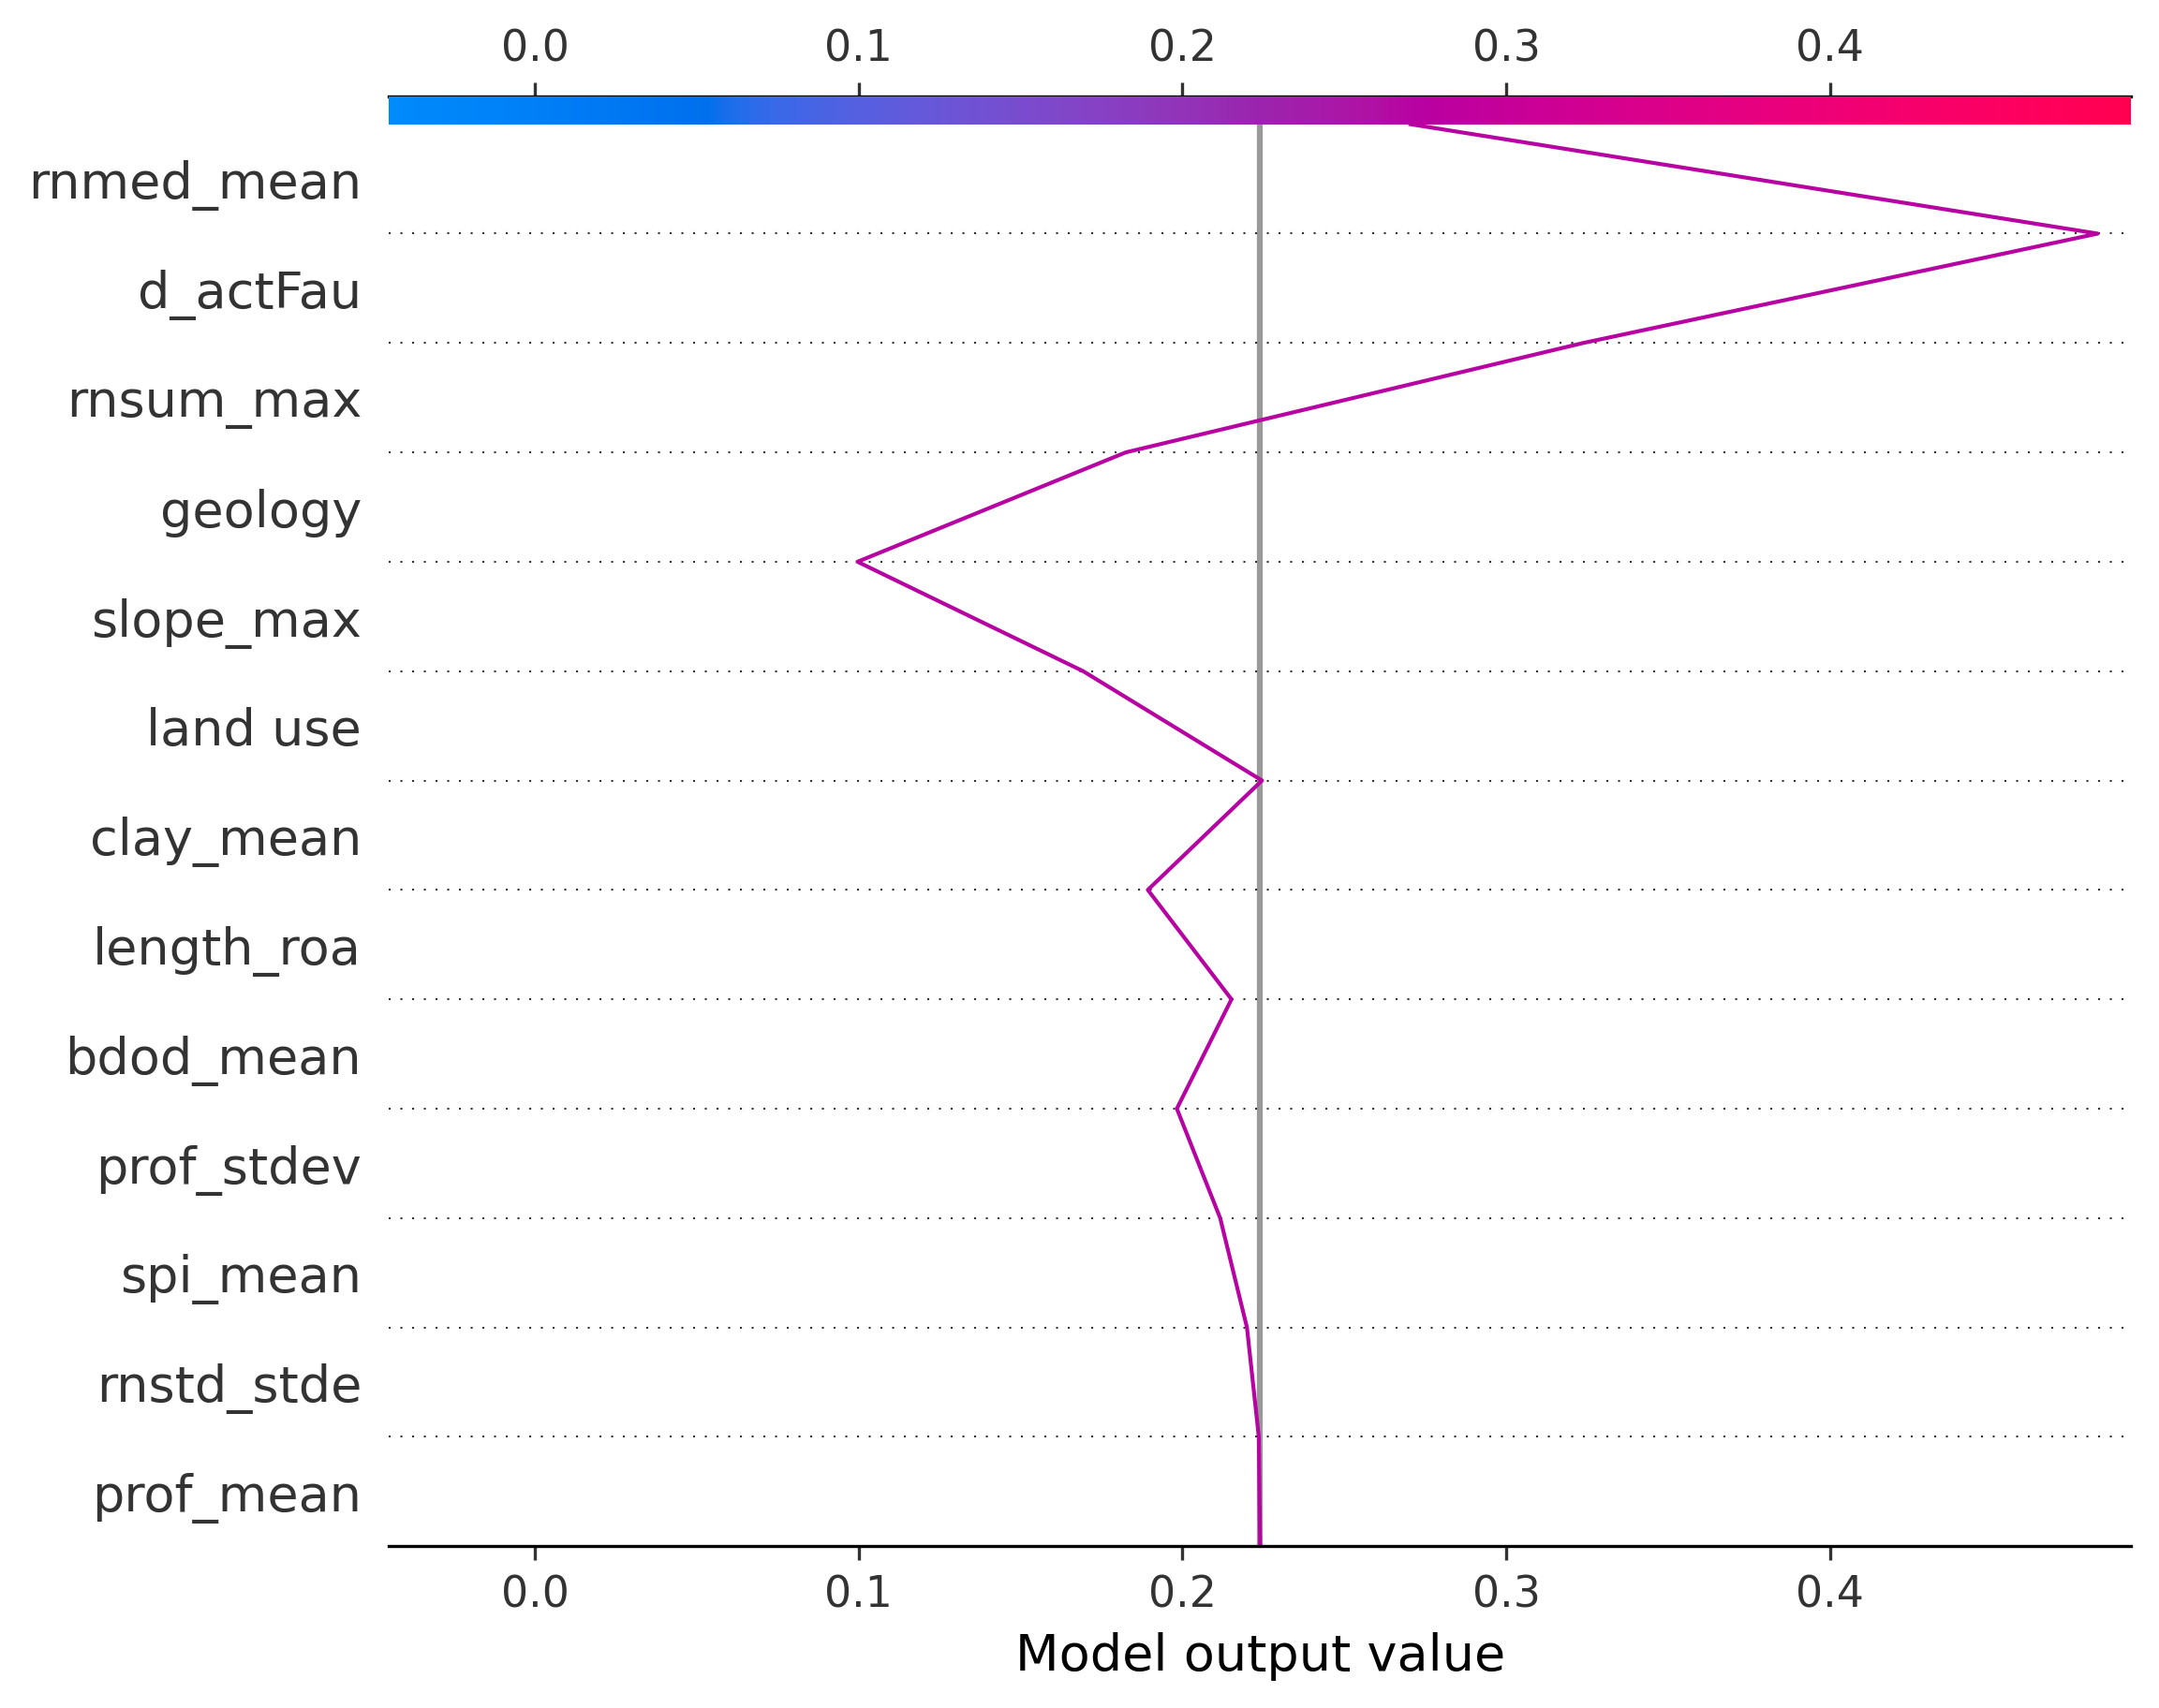 0.0 0.1 0.2 0.3 0.4
rnmed_mean
d_actFau
rnsum_max
geology
slope_max
land use
clay_mean
length_roa
bdod_mean
prof_stdev
spi_mean
rnstd_stde
prof_mean
0.0 0.1 0.2 0.3 0.4
Model output value